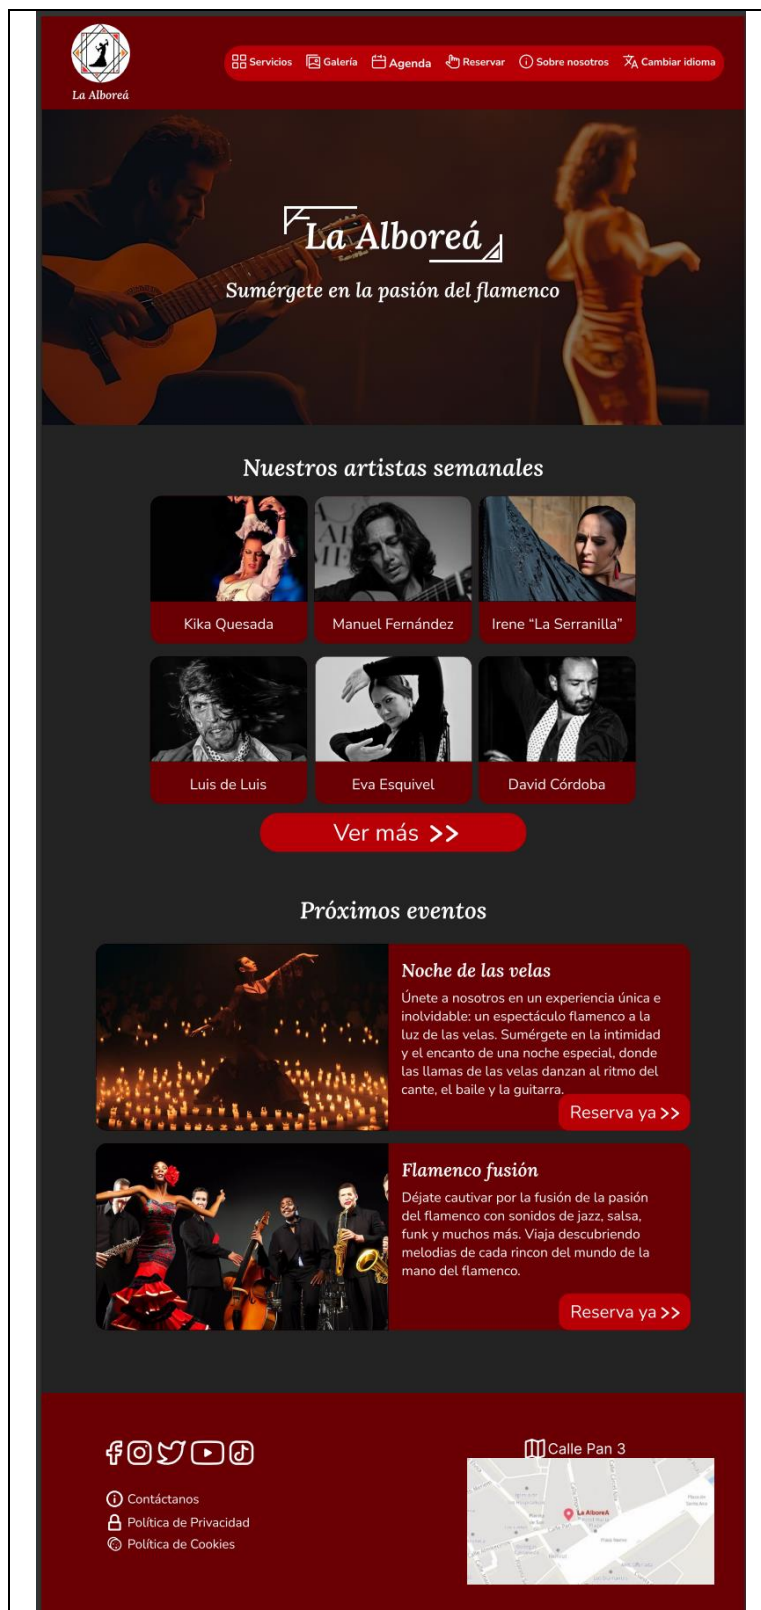 La Alboreá
Servicios
Galería
Agenda
Reservar
Sobre nosotros
Cambiar idioma
La Alboreá
Sumérgete en la pasión del flamenco
Nuestros artistas semanales
Kika Quesada
Manuel Fernández
Irene “La Serranilla”
Luis de Luis
Eva Esquivel
David Córdoba
Ver más >>
Próximos eventos
Noche de las velas
Únete a nosotros en un experiencia única e
inolvidable: un espectáculo flamenco a la
luz de las velas. Sumérgete en la intimidad
y el encanto de una noche especial, donde
las llamas de las velas danzan al ritmo del
cante, el baile y la guitarra.
Reserva ya >>
Flamenco fusión
Déjate cautivar por la fusión de la pasión
del flamenco con sonidos de jazz, salsa,
funk y muchos más. Viaja descubriendo
melodias de cada rincon del mundo de la
mano del flamenco.
Reserva ya >>
Calle Pan 3
La AlboreA
Contáctanos
Política de Privacidad
Política de Cookies